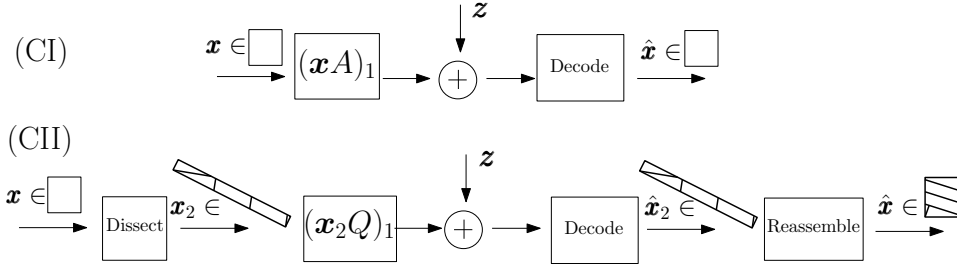 z
(CI) x ∈ (xA)₁ + Decode x̂ ∈
(CII)
z
x ∈ Dissect x₂ ∈ (x₂Q)₁ + Decode x̂₂ ∈ Reassemble x̂ ∈